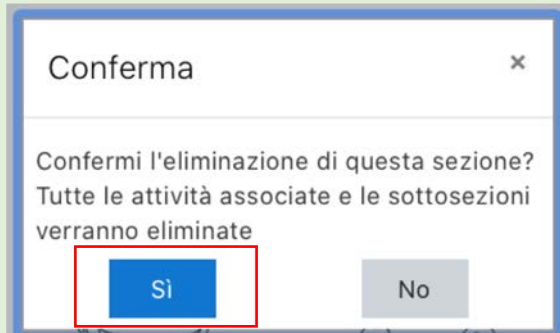 Conferma
×
Confermi l'eliminazione di questa sezione?
Tutte le attività associate e le sottosezioni
verranno eliminate
Sì
No